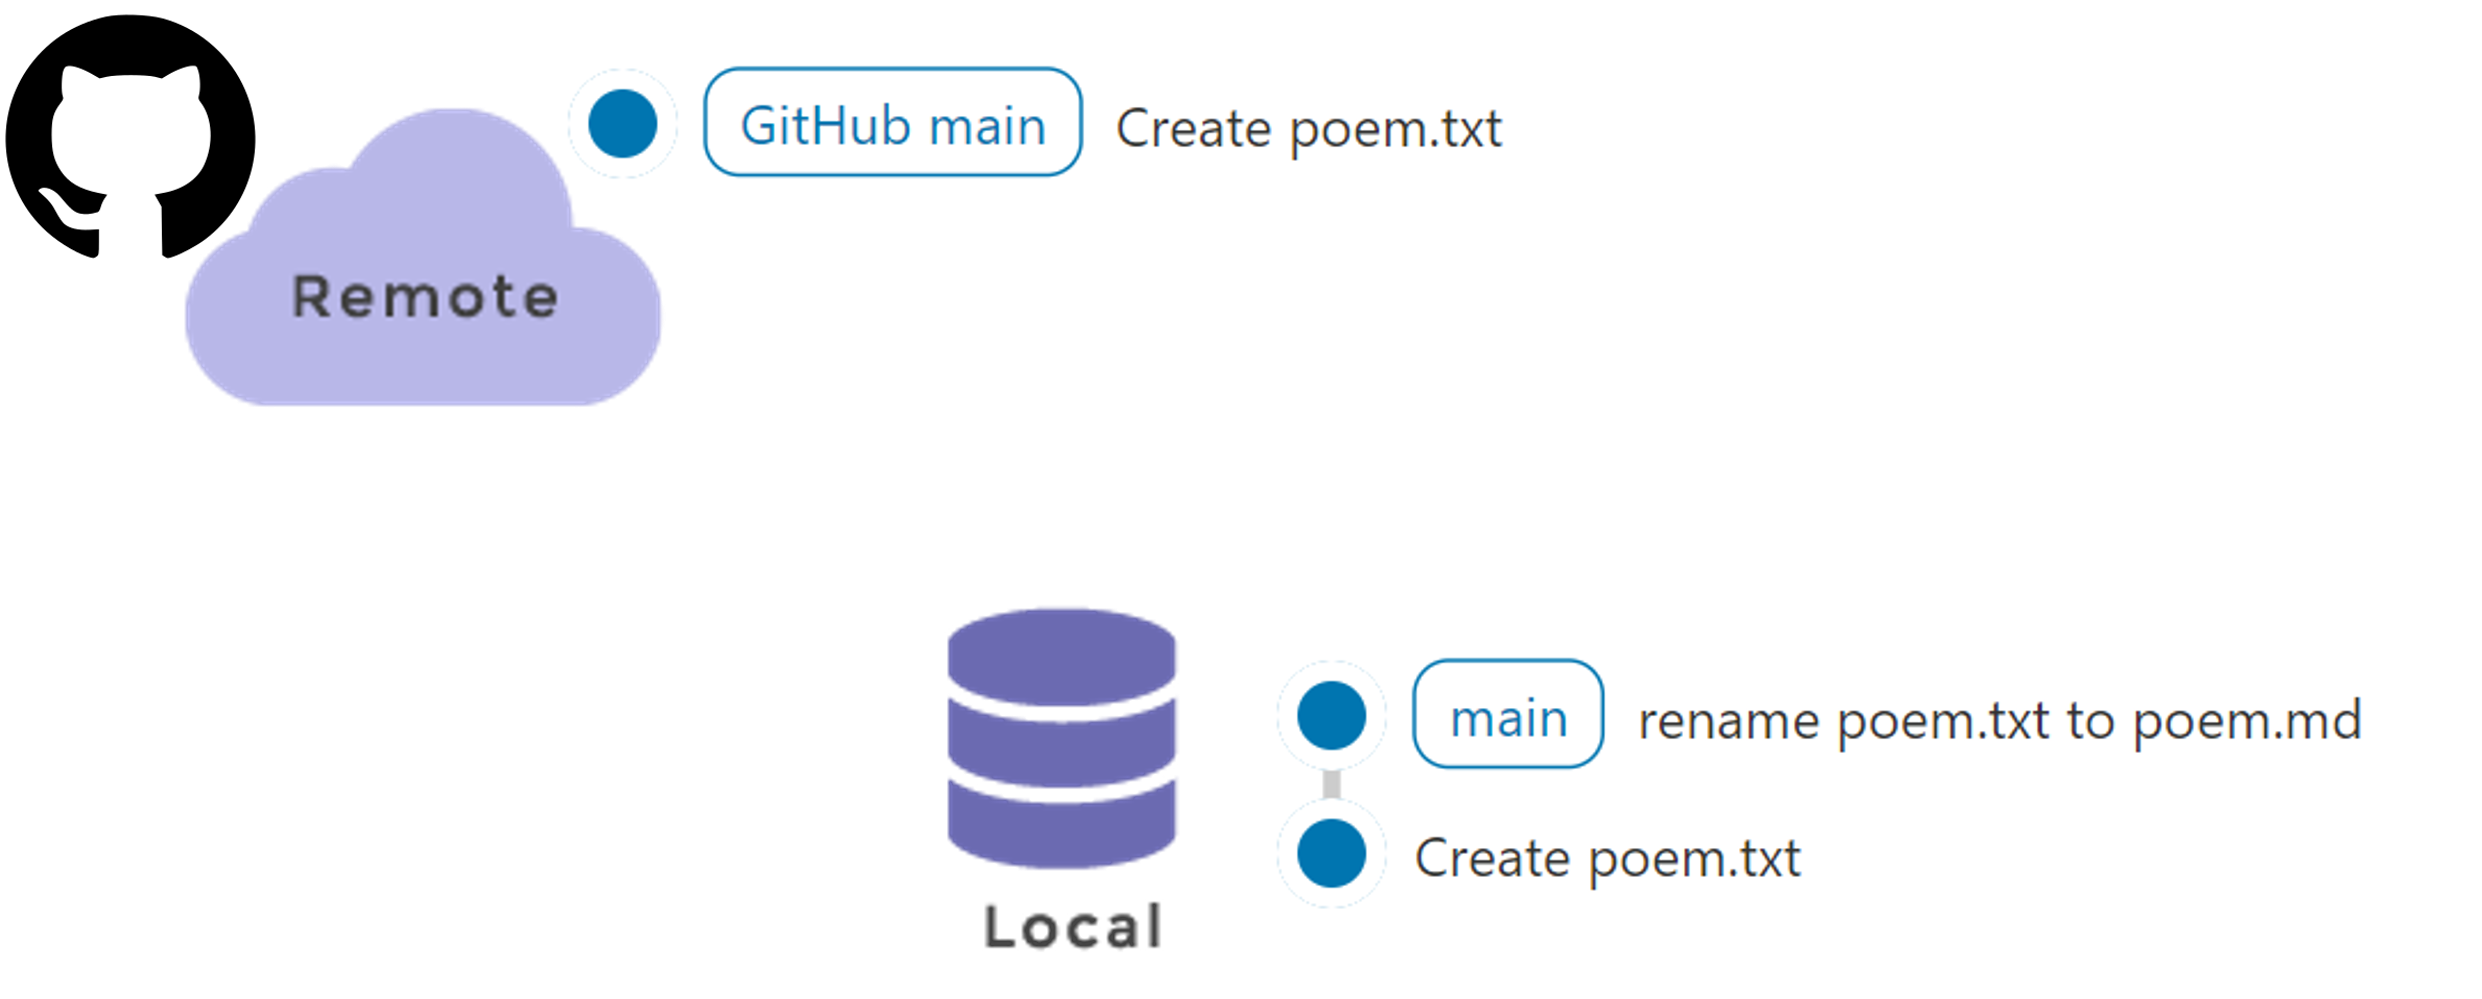 GitHub main Create poem.txt
Remote
main rename poem.txt to poem.md
Create poem.txt
Local